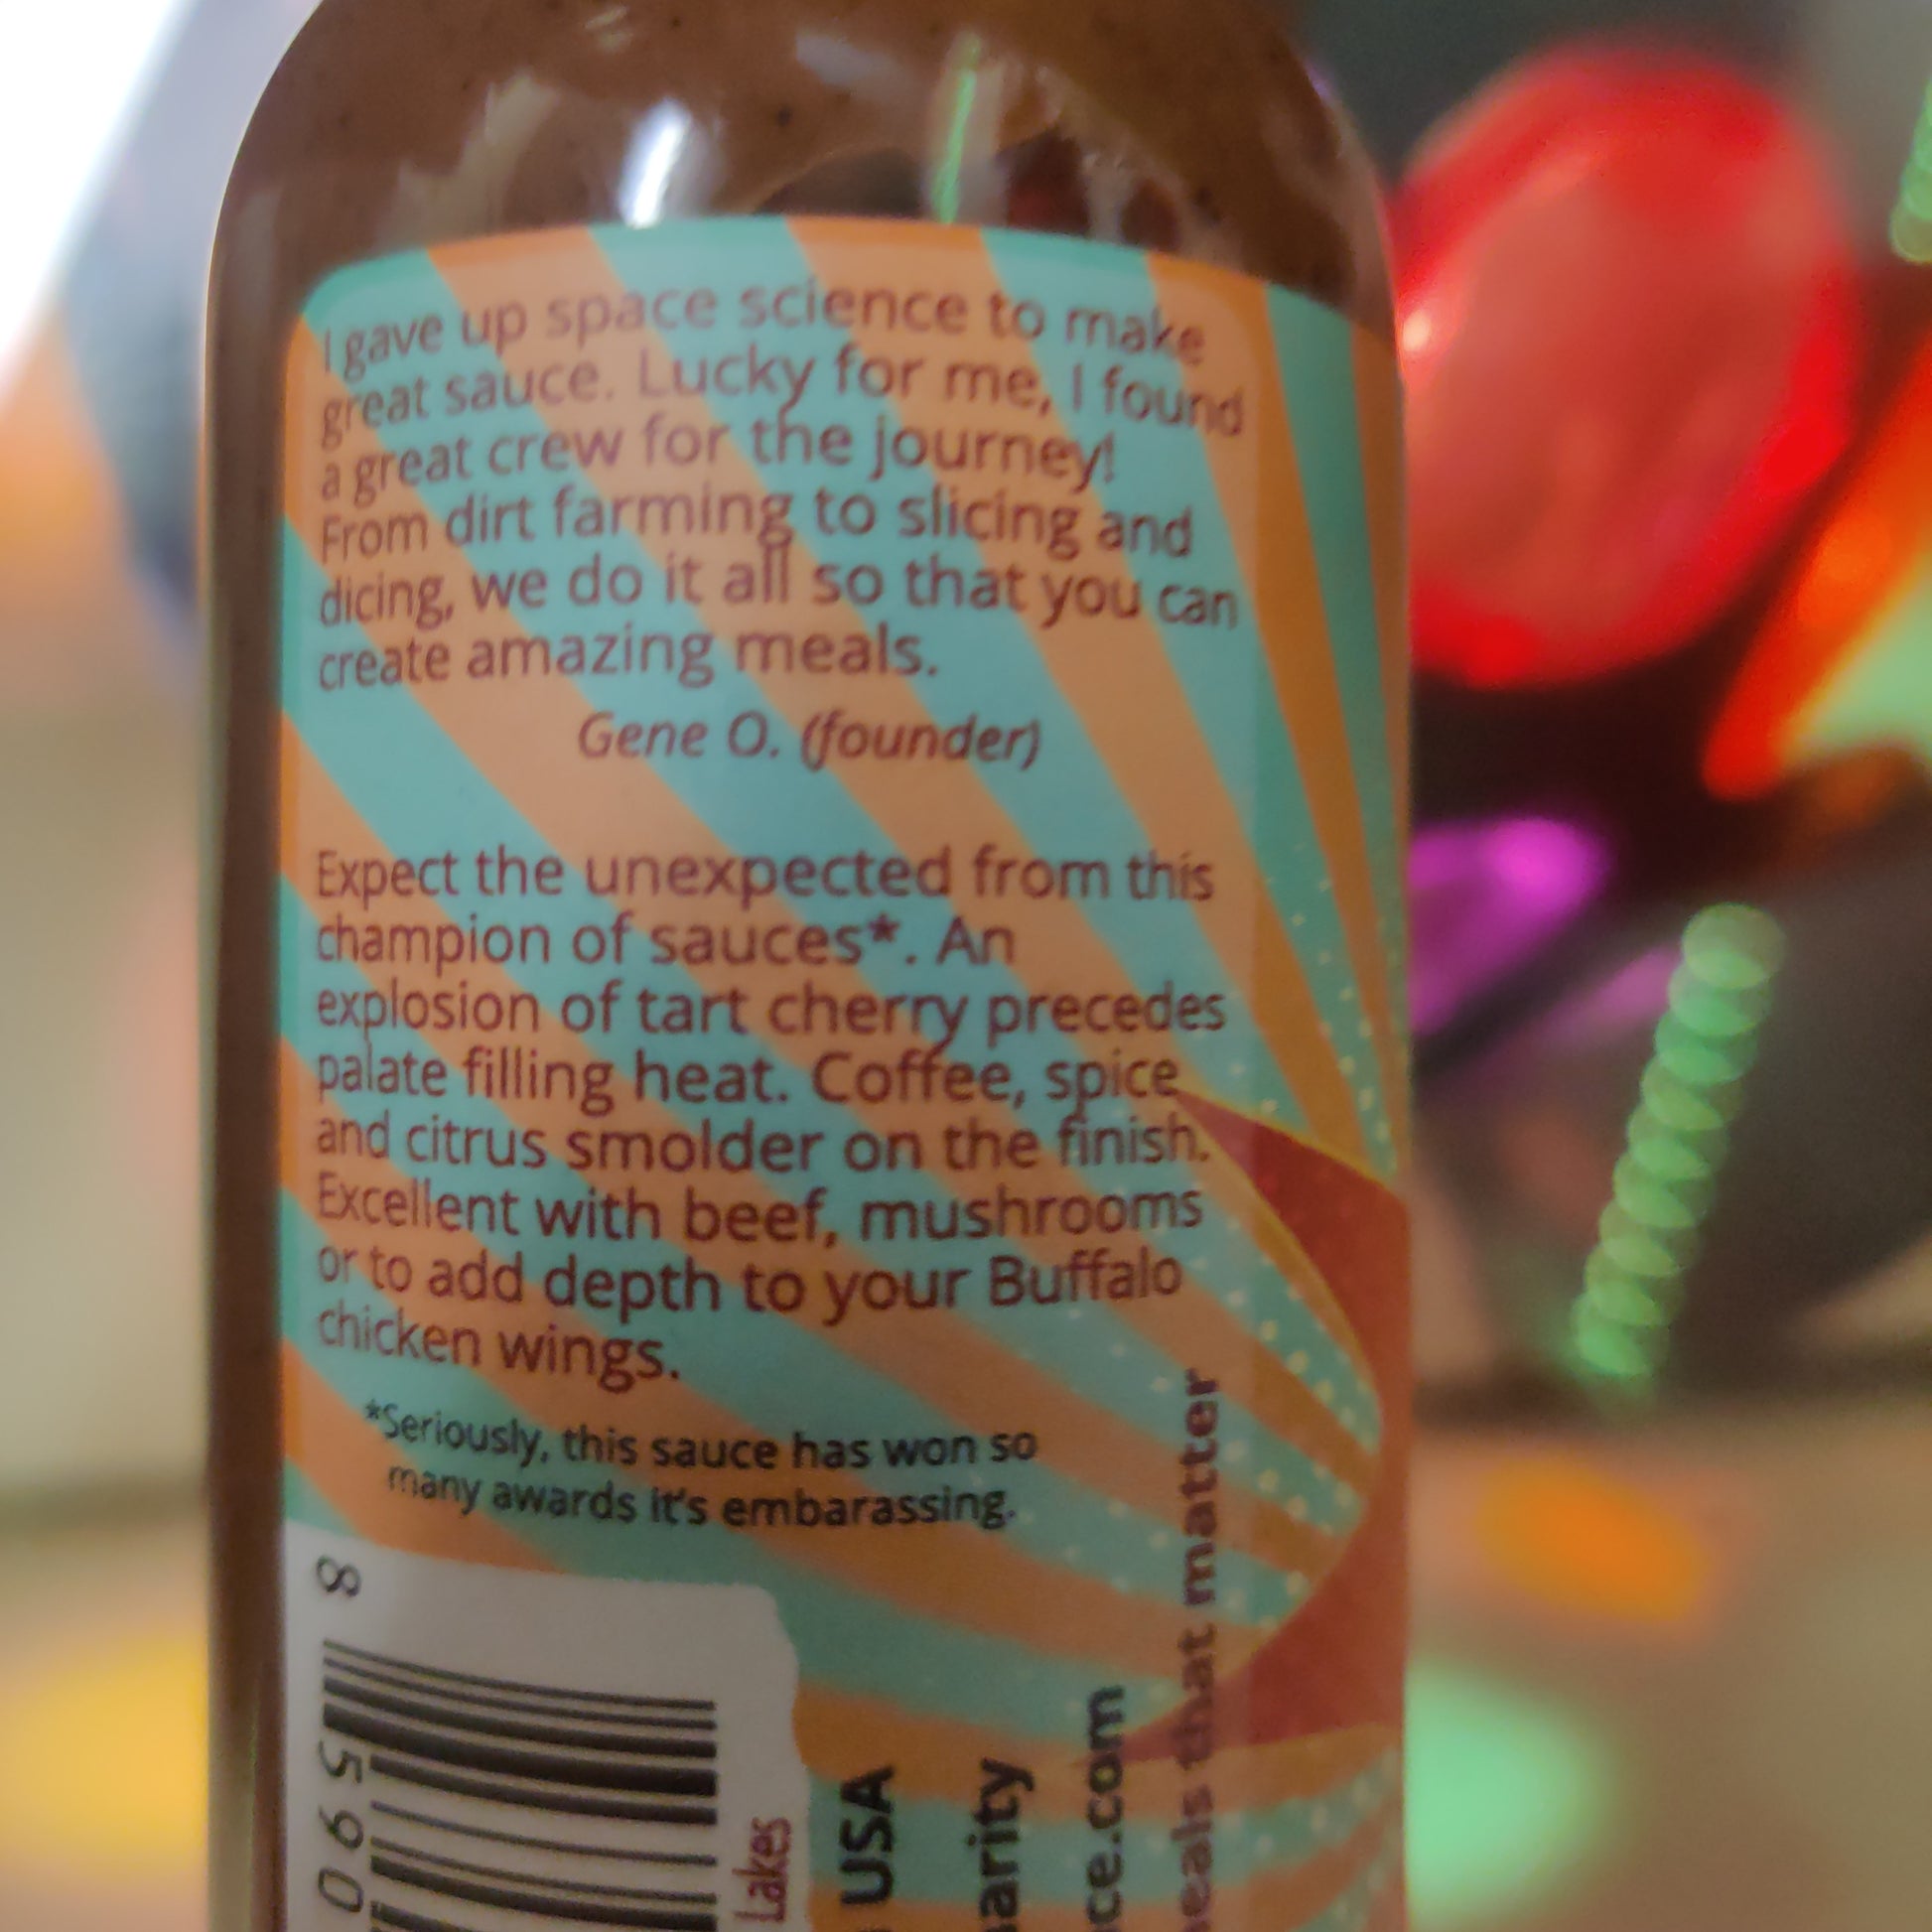 I gave up space science to make
great sauce. Lucky for me, I found
a great crew for the journey!
From dirt farming to slicing and
dicing, we do it all so that you can
create amazing meals.
Gene O. (founder)
Expect the unexpected from this
champion of sauces*. An
explosion of tart cherry precedes
palate filling heat. Coffee, spice
and citrus smolder on the finish.
Excellent with beef, mushrooms
or to add depth to your Buffalo
chicken wings.
*Seriously, this sauce has won so
many awards it's embarassing.
8 590
Lakes
USA
arity
ce.com
eals that matter